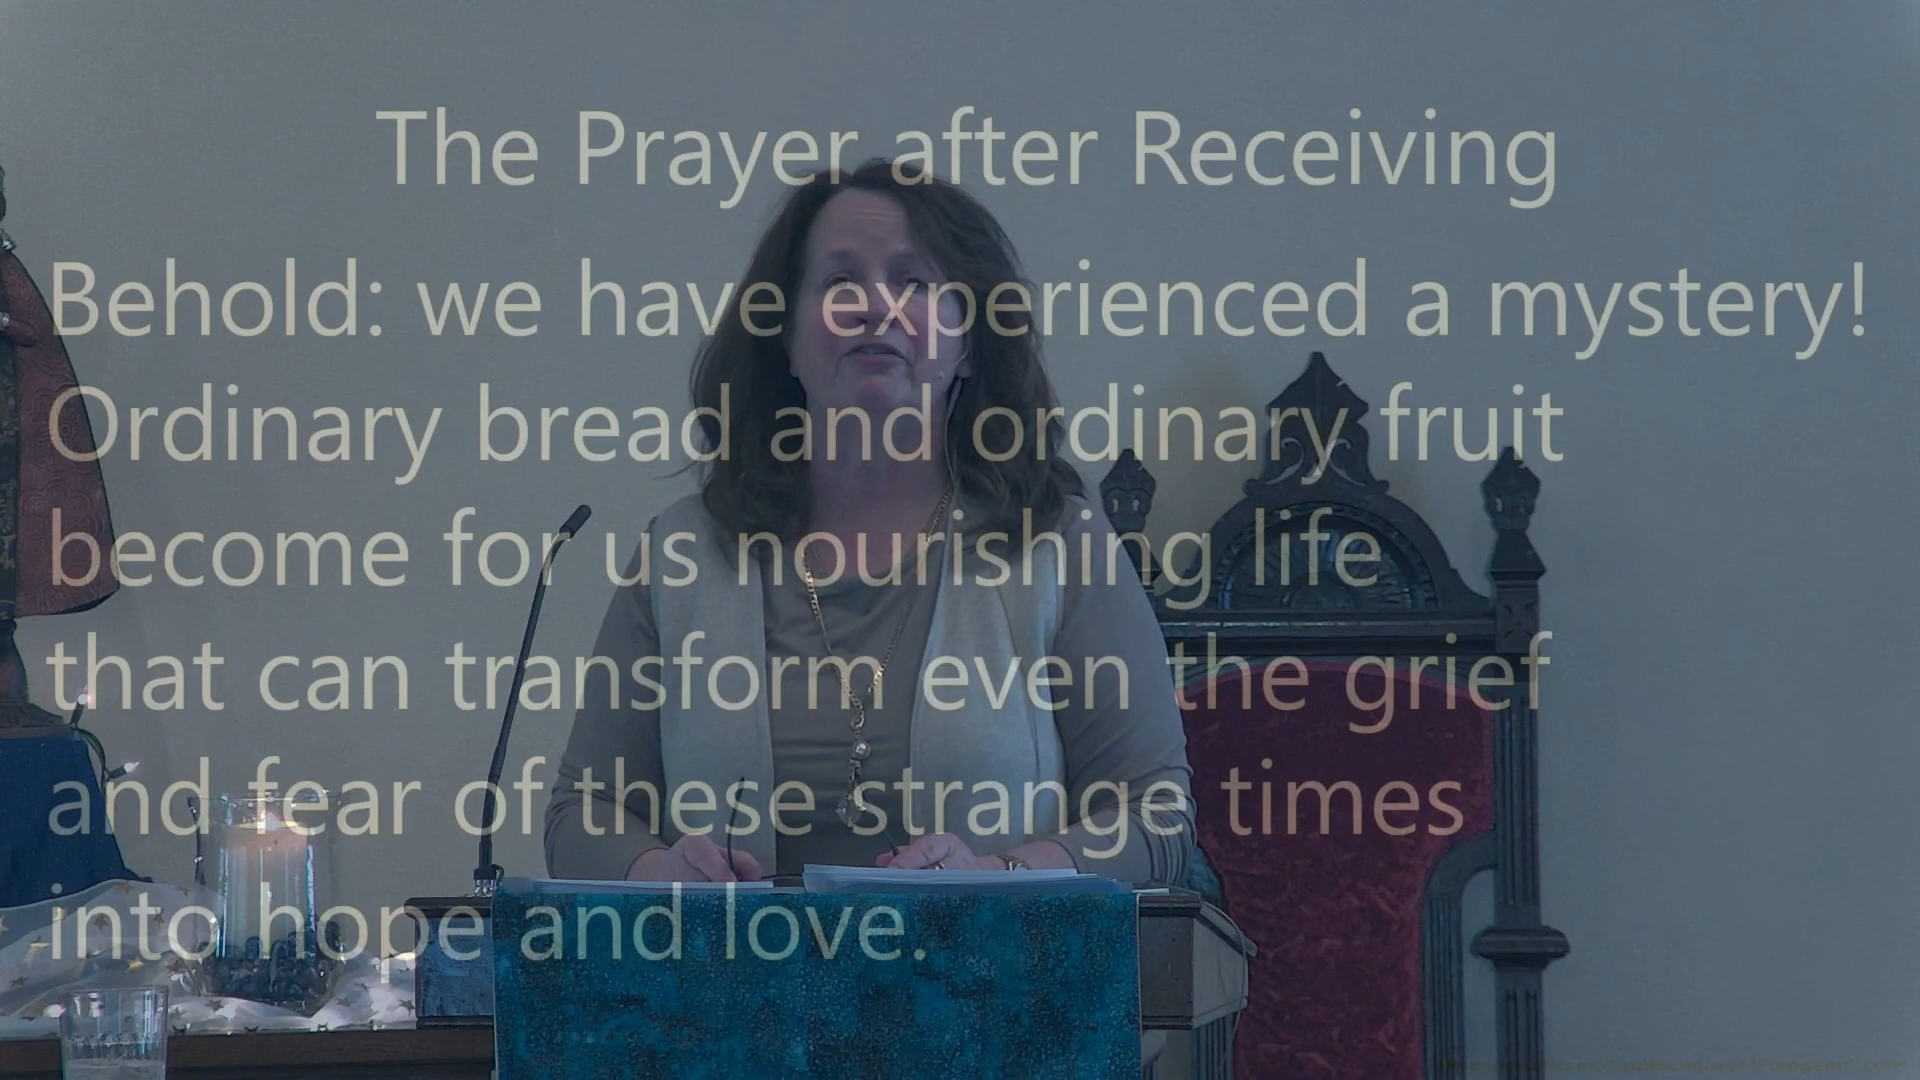 The Prayer after Receiving
Behold: we have experienced a mystery!
Ordinary bread and ordinary fruit
become for us nourishing life
that can transform even the grief
and fear of these strange times
into hope and love.